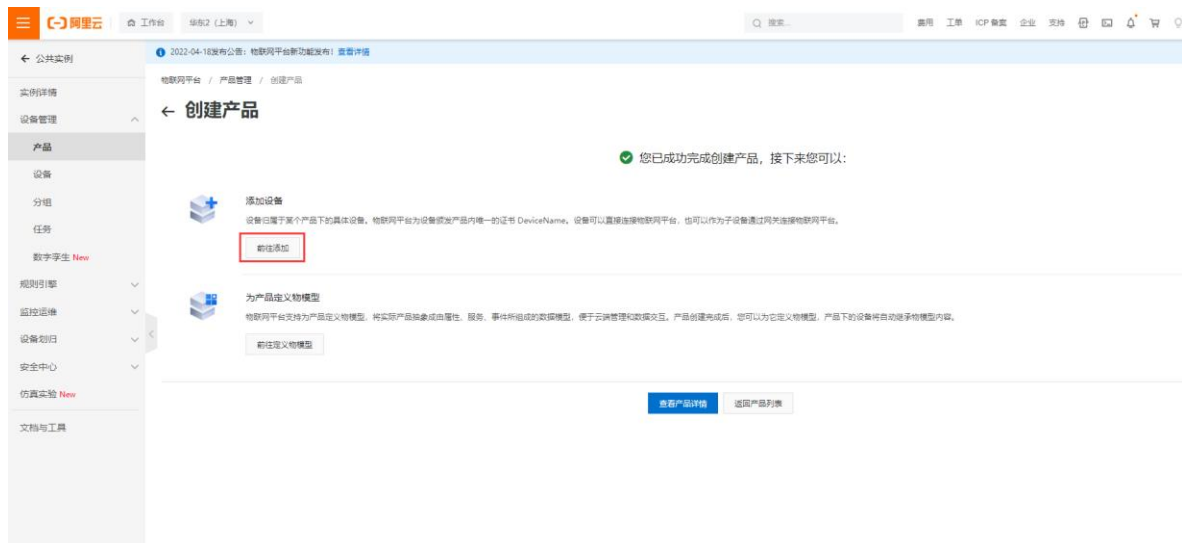 阿里云
工作台
华东2（上海）
搜索...
费用 工单 ICP 备案 企业 支持
公共实例
实例详情
设备管理
产品
设备
分组
任务
数字孪生 New
规则引擎
监控运维
设备划归
安全中心
仿真实验 New
文档与工具
2022-04-18发布公告：物联网平台新功能发布！查看详情
物联网平台 / 产品管理 / 创建产品
← 创建产品
您已成功完成创建产品，接下来您可以：
添加设备
设备归属于某个产品下的具体设备。物联网平台为设备颁发产品内唯一的证书 DeviceName。设备可以直接连接物联网平台，也可以作为子设备通过网关连接物联网平台。
前往添加
为产品定义物模型
物联网平台支持为产品定义物模型，将实际产品抽象成由属性、服务、事件所组成的数据模型，便于云端管理和数据交互。产品创建完成后，您可以为它定义物模型，产品下的设备将自动继承物模型内容。
前往定义物模型
查看产品详情 返回产品列表